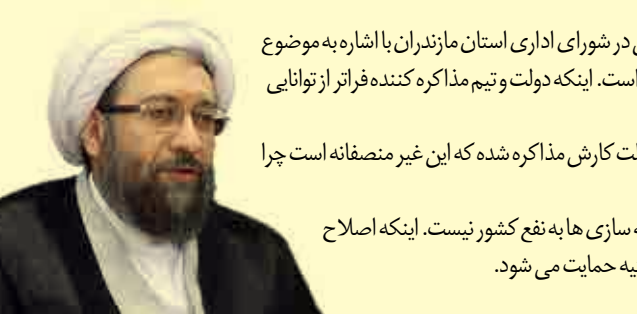 در شورای اداری استان مازندران با اشاره به موضوع
است. اینکه دولت و تیم مذاکره کننده فراتر از توانایی
کارش مذاکره شده که این غیر منصفانه است چرا
سازی ها به نفع کشور نیست. اینکه اصلاح
حمایت می شود.